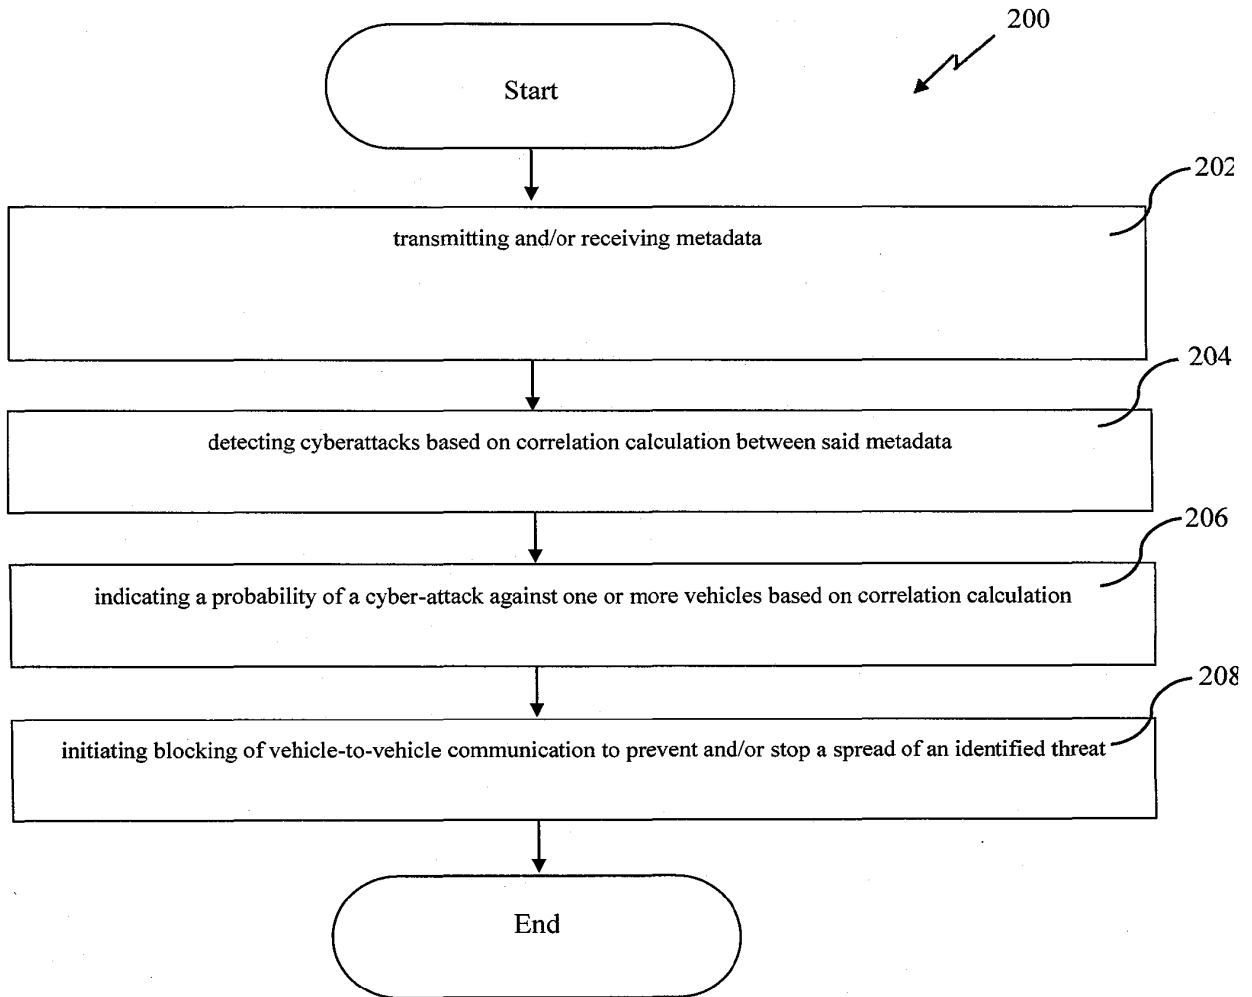 200
Start
202
transmitting and/or receiving metadata
204
detecting cyberattacks based on correlation calculation between said metadata
206
indicating a probability of a cyber-attack against one or more vehicles based on correlation calculation
208
initiating blocking of vehicle-to-vehicle communication to prevent and/or stop a spread of an identified threat
End